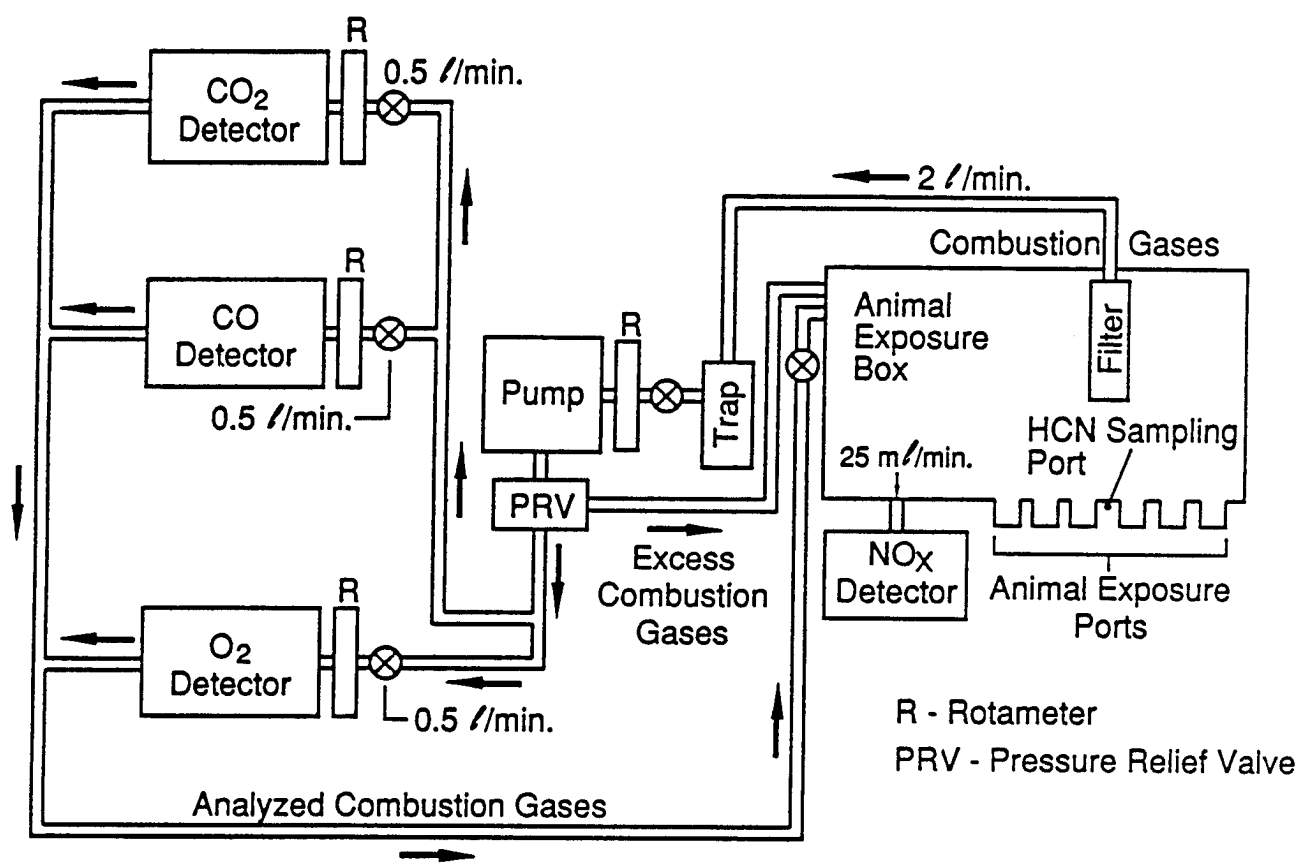 R
0.5 ℓ/min.
CO₂
Detector
2 ℓ/min.
Combustion Gases
R
CO
Detector
0.5 ℓ/min.
R
Pump
Trap
Animal
Exposure
Box
Filter
HCN Sampling
Port
25 mℓ/min.
PRV
NOX
Detector
Excess
Combustion
Gases
Animal Exposure
Ports
R
O₂
Detector
0.5 ℓ/min.
R - Rotameter
PRV - Pressure Relief Valve
Analyzed Combustion Gases